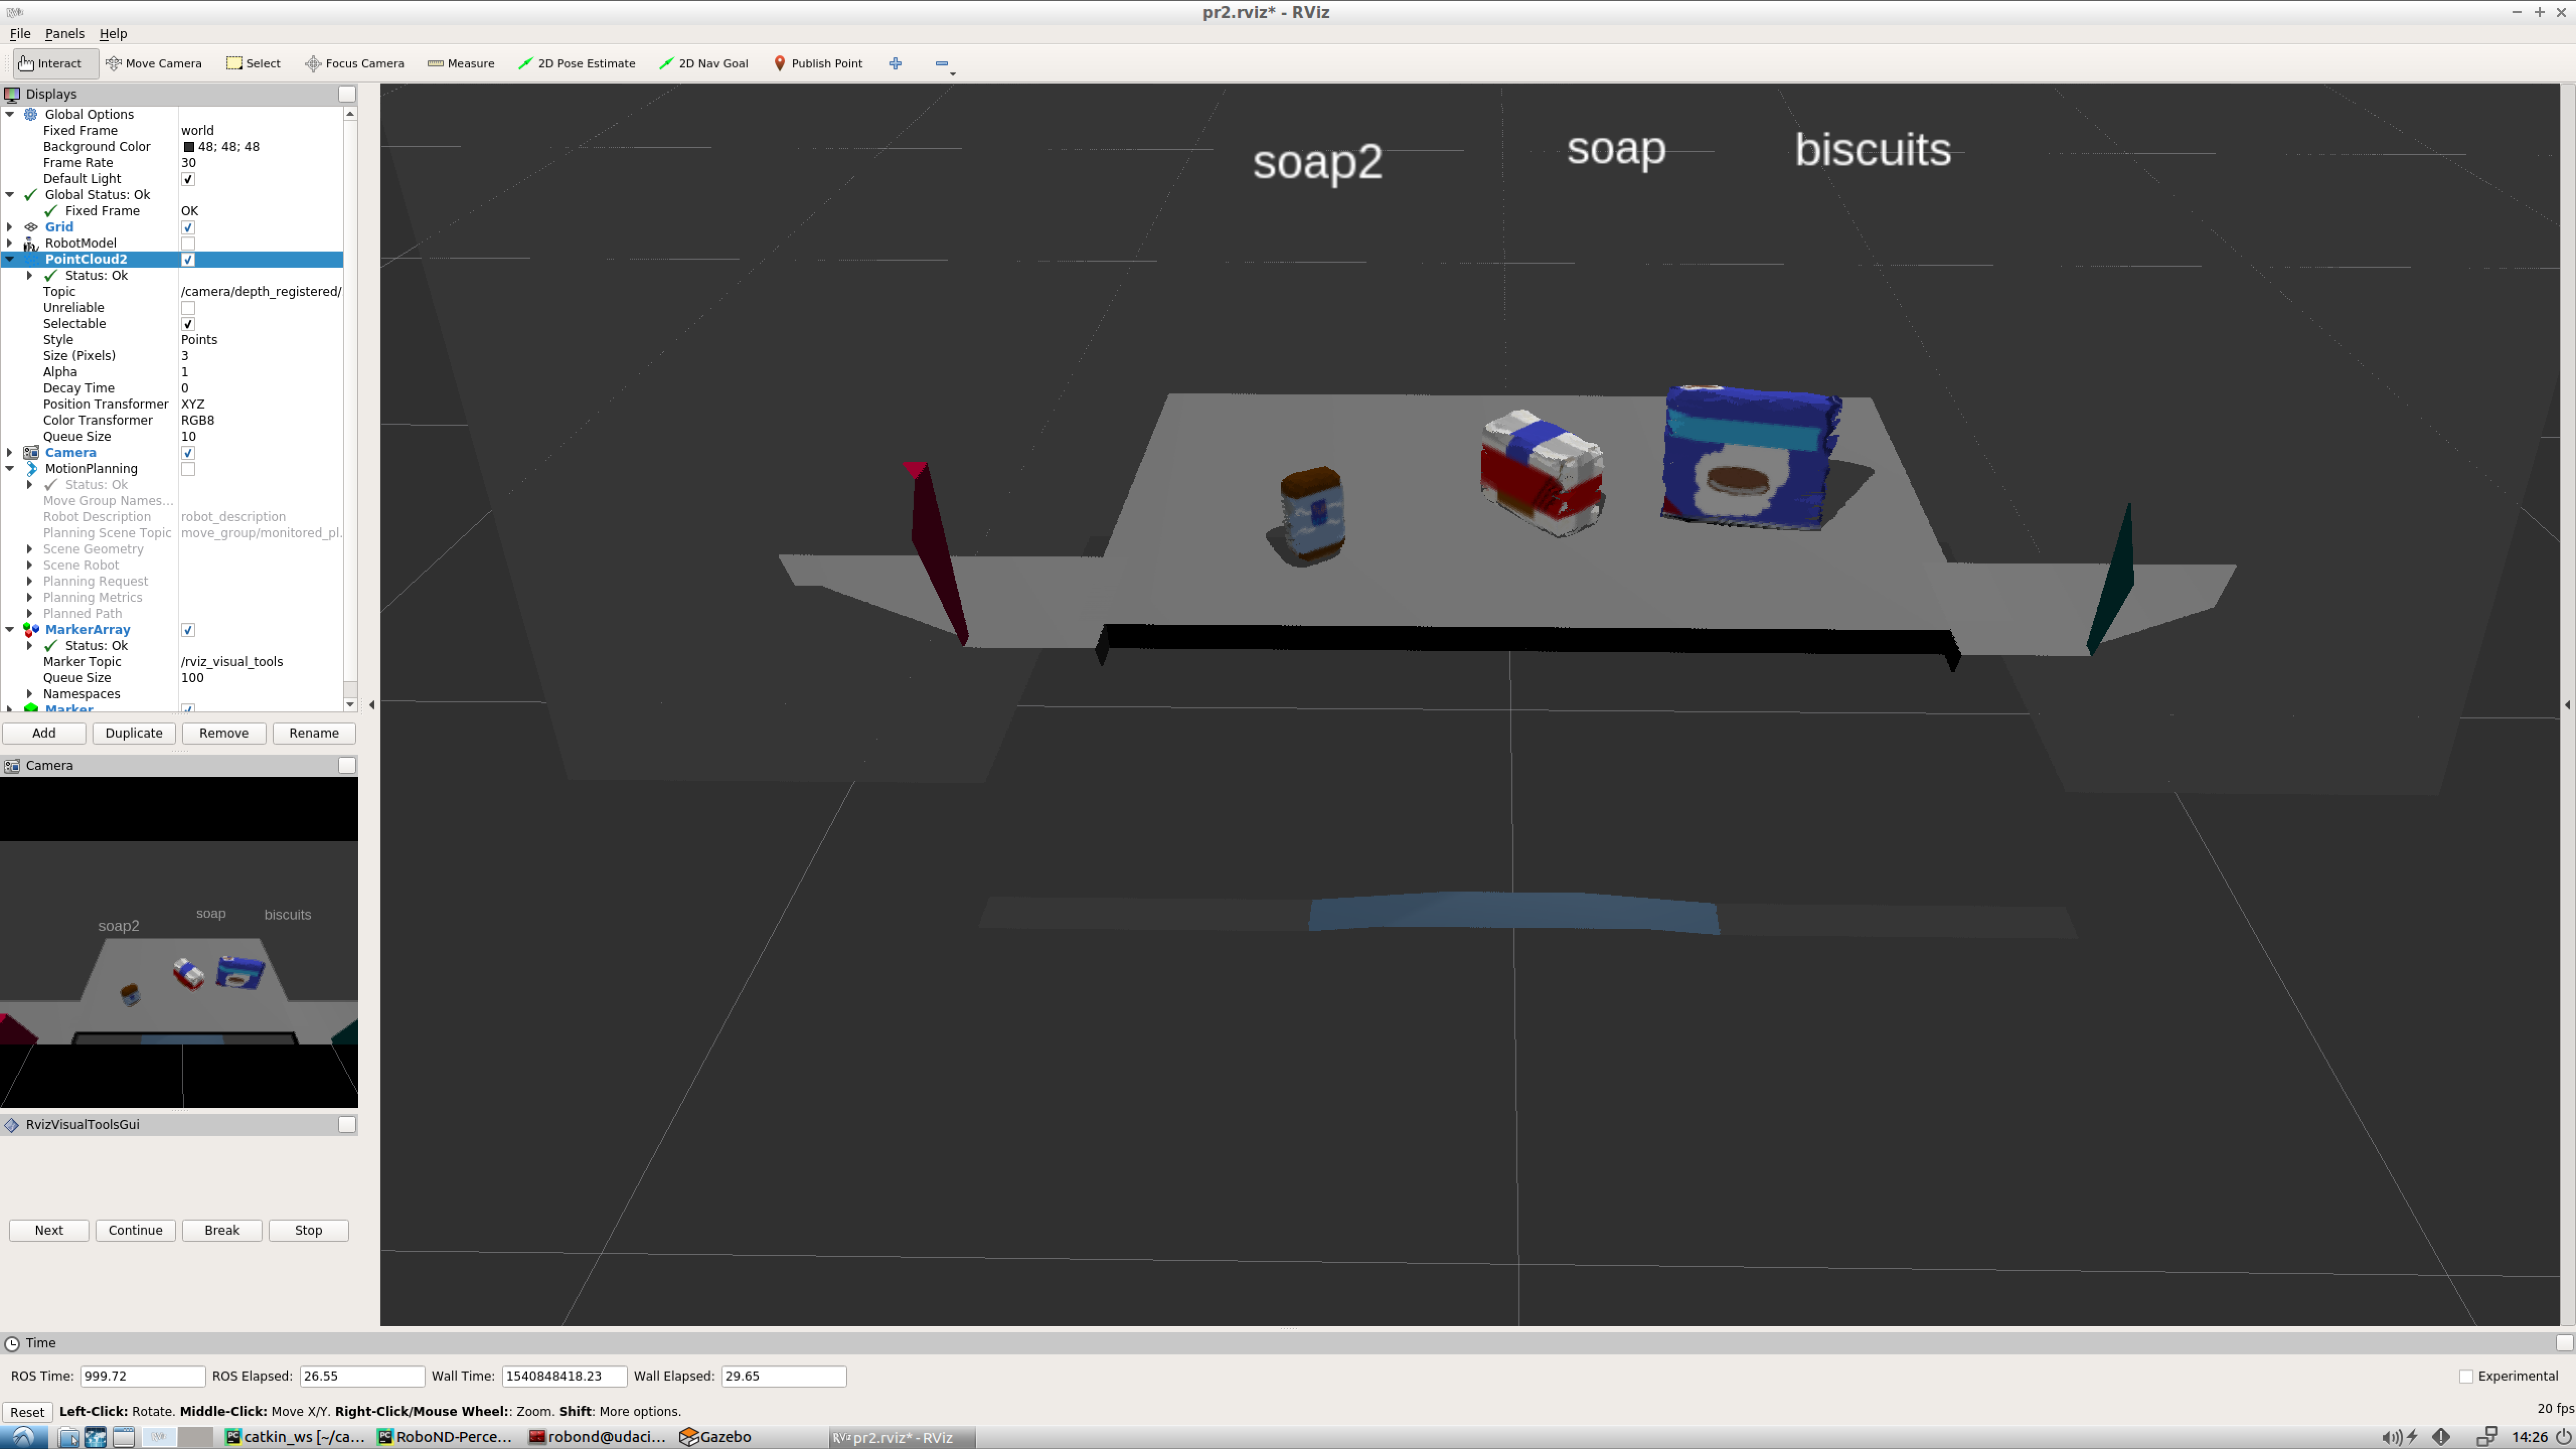 pr2.rviz* - RViz
File Panels Help
Interact Move Camera Select Focus Camera Measure 2D Pose Estimate 2D Nav Goal Publish Point
Displays
Global Options
Fixed Frame world
Background Color 48; 48; 48
Frame Rate 30
Default Light
Global Status: Ok
Fixed Frame OK
Grid
RobotModel
PointCloud2
Status: Ok
Topic /camera/depth_registered/
Unreliable
Selectable
Style Points
Size (Pixels) 3
Alpha 1
Decay Time 0
Position Transformer XYZ
Color Transformer RGB8
Queue Size 10
Camera
MotionPlanning
Status: Ok
Move Group Names...
Robot Description robot_description
Planning Scene Topic move_group/monitored_pl...
Scene Geometry
Scene Robot
Planning Request
Planning Metrics
Planned Path
MarkerArray
Status: Ok
Marker Topic /rviz_visual_tools
Queue Size 100
Namespaces
Marker
Add Duplicate Remove Rename
Camera
soap2 soap biscuits
RvizVisualToolsGui
Next Continue Break Stop
soap2 soap biscuits
Time
ROS Time: 999.72 ROS Elapsed: 26.55 Wall Time: 1540848418.23 Wall Elapsed: 29.65 Experimental
Reset Left-Click: Rotate. Middle-Click: Move X/Y. Right-Click/Mouse Wheel:: Zoom. Shift: More options. 20 fps
catkin_ws [~/ca... RoboND-Perce... robond@udaci... Gazebo pr2.rviz* - RViz 14:26